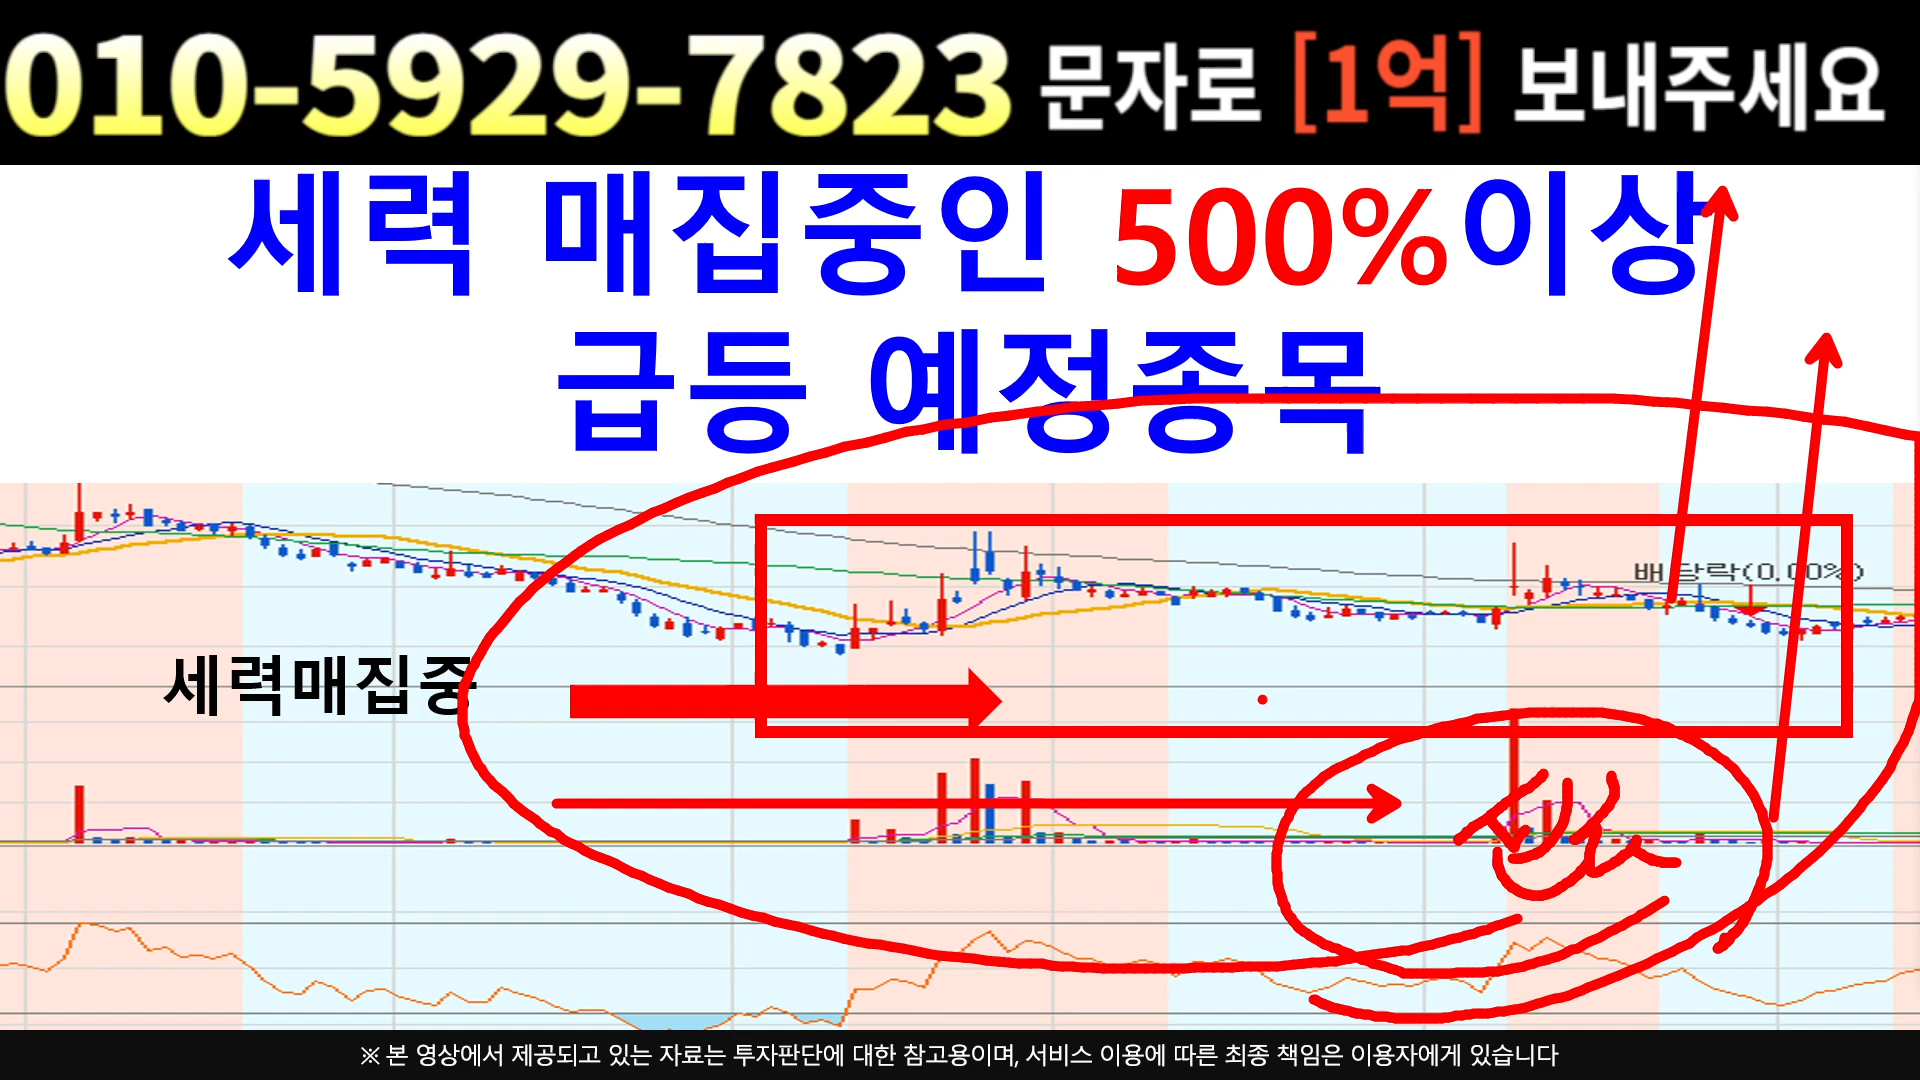 010-5929-7823 문자로 [1억] 보내주세요
세력 매집중인 500%이상
급등 예정종목
배 당락(0.00%)
세력매집중
※ 본 영상에서 제공되고 있는 자료는 투자판단에 대한 참고용이며, 서비스 이용에 따른 최종 책임은 이용자에게 있습니다